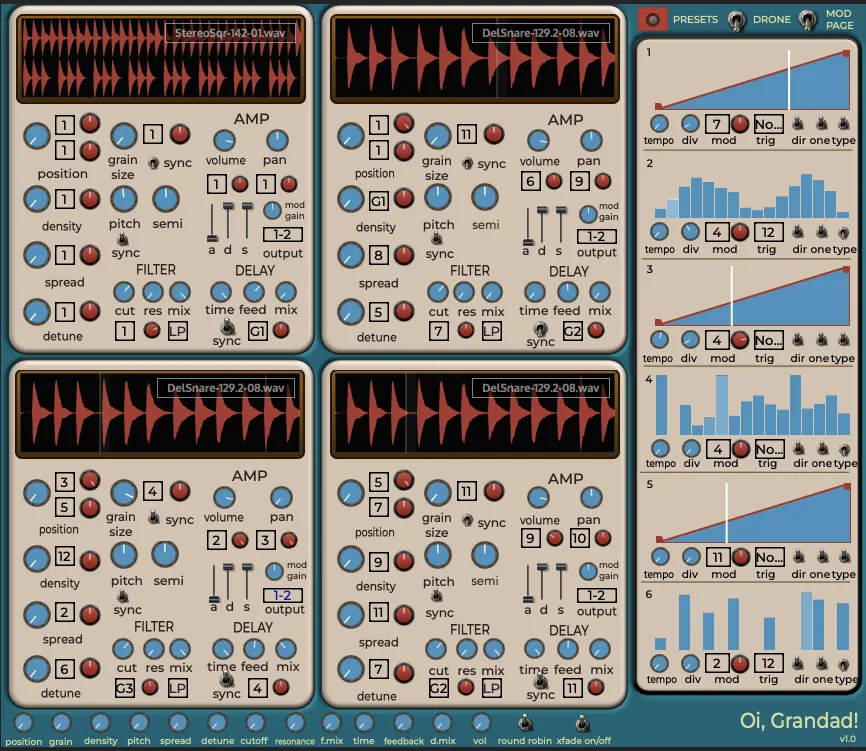 StereoSqr-142-01.wav
1
1
position
grain
size
1
sync
AMP
volume
pan
1
1
1
density
pitch
semi
sync
mod
gain
1-2
output
a d s
1
spread
FILTER
DELAY
1
detune
cut res mix
time feed mix
1
LP
sync
G1
DelSnare-129.2-08.wav
1
1
position
grain
size
11
sync
AMP
volume
pan
6
9
G1
density
pitch
semi
sync
mod
gain
1-2
output
a d s
8
spread
FILTER
DELAY
5
detune
cut res mix
time feed mix
7
LP
sync
G2
DelSnare-129.2-08.wav
3
5
position
grain
size
4
sync
AMP
volume
pan
2
3
12
density
pitch
semi
sync
mod
gain
1-2
output
a d s
2
spread
FILTER
DELAY
6
detune
cut res mix
time feed mix
G3
LP
sync
4
DelSnare-129.2-08.wav
5
7
position
grain
size
11
sync
AMP
volume
pan
9
10
9
density
pitch
semi
sync
mod
gain
1-2
output
a d s
11
spread
FILTER
DELAY
7
detune
cut res mix
time feed mix
G2
LP
sync
11
PRESETS
DRONE
MOD
PAGE
1
7
No...
tempo div mod trig dir one type
2
4
12
tempo div mod trig dir one type
3
4
No...
tempo div mod trig dir one type
4
4
No...
tempo div mod trig dir one type
5
11
No...
tempo div mod trig dir one type
6
2
12
tempo div mod trig dir one type
position grain density pitch spread detune cutoff resonance f.mix time feedback d.mix vol round robin xfade on/off
Oi, Grandad!
v1.0